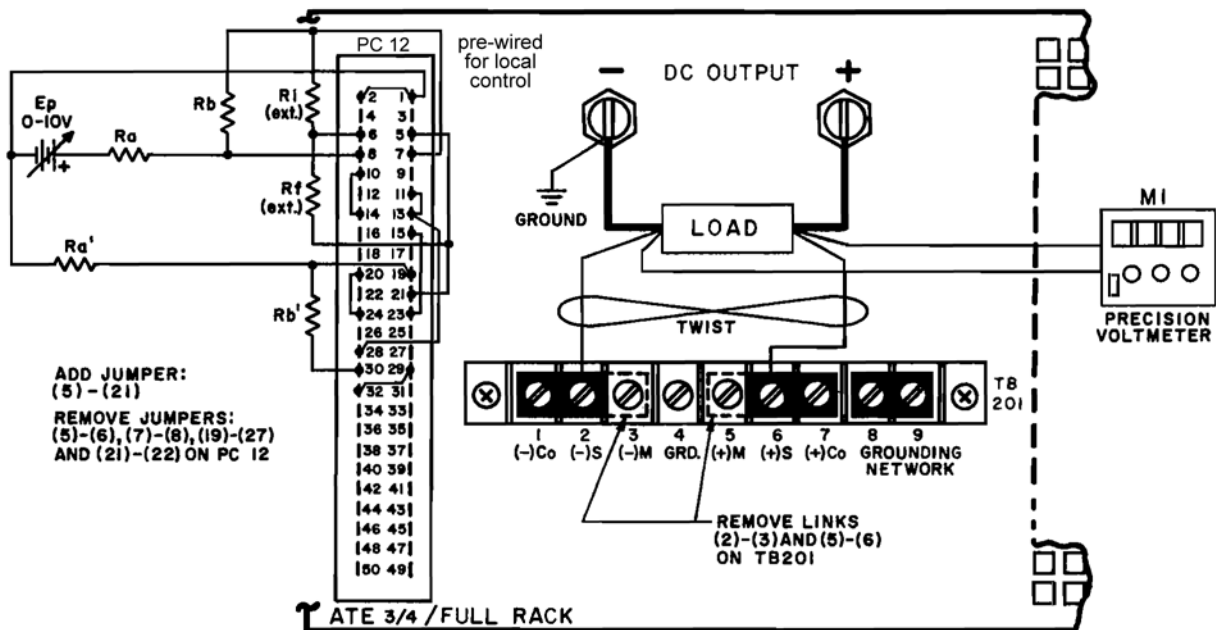 PC 12
pre-wired
for local
control
− DC OUTPUT +
Ep
0-10V
+
Ra
Rb
Ri
(ext.)
Rf
(ext.)
Ra'
Rb'
2 1
4 3
6 5
8 7
10 9
12 11
14 13
16 15
18 17
20 19
22 21
24 23
26 25
28 27
30 29
32 31
34 33
36 35
38 37
40 39
42 41
44 43
46 45
48 47
50 49
GROUND
LOAD
M1
PRECISION
VOLTMETER
TWIST
ADD JUMPER:
(5)-(21)
REMOVE JUMPERS:
(5)-(6),(7)-(8),(19)-(27)
AND (21)-(22) ON PC 12
TB
201
1 2 3 4 5 6 7 8 9
(-)Co (-)S (-)M GRD. (+)M (+)S (+)Co GROUNDING
NETWORK
REMOVE LINKS
(2)-(3) AND (5)-(6)
ON TB201
ATE 3/4 / FULL RACK